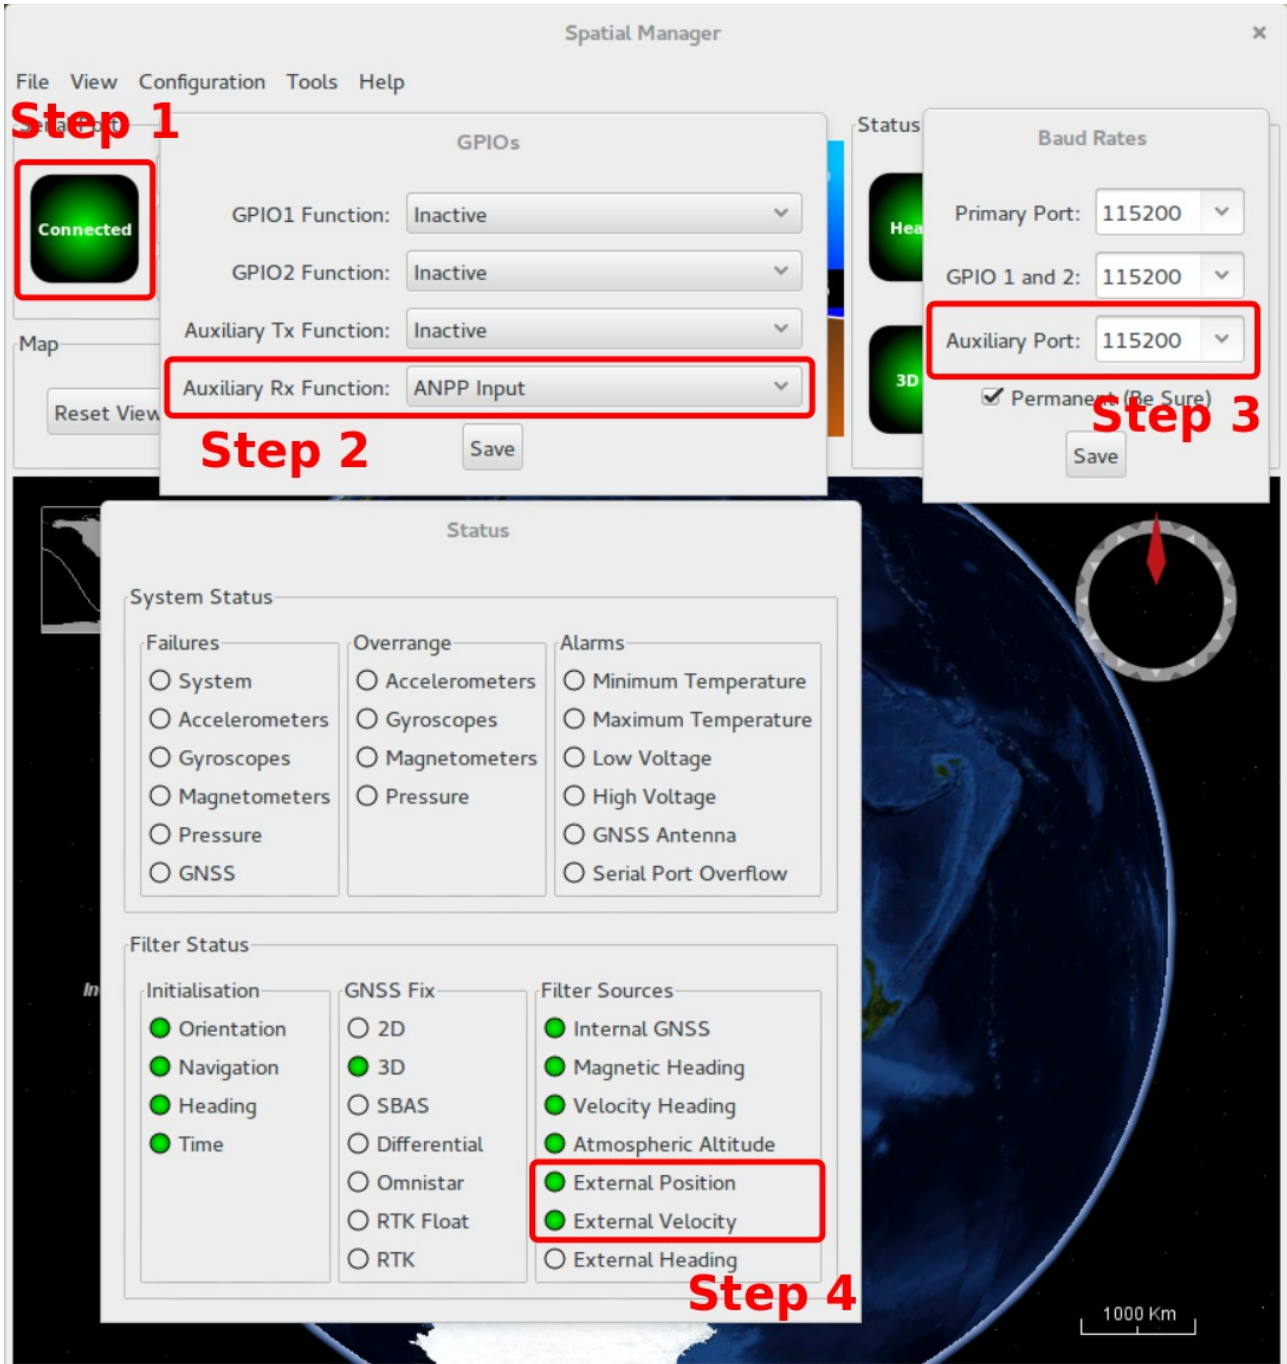 Spatial Manager
File View Configuration Tools Help
Step 1
Connected
Map
Reset View
GPIOs
GPIO1 Function: Inactive
GPIO2 Function: Inactive
Auxiliary Tx Function: Inactive
Auxiliary Rx Function: ANPP Input
Step 2
Save
Status
Hea
3D
Baud Rates
Primary Port: 115200
GPIO 1 and 2: 115200
Auxiliary Port: 115200
Permanent (Be Sure)
Step 3
Save
Status
System Status
Failures
System
Accelerometers
Gyroscopes
Magnetometers
Pressure
GNSS
Overrange
Accelerometers
Gyroscopes
Magnetometers
Pressure
Alarms
Minimum Temperature
Maximum Temperature
Low Voltage
High Voltage
GNSS Antenna
Serial Port Overflow
Filter Status
Initialisation
Orientation
Navigation
Heading
Time
GNSS Fix
2D
3D
SBAS
Differential
Omnistar
RTK Float
RTK
Filter Sources
Internal GNSS
Magnetic Heading
Velocity Heading
Atmospheric Altitude
External Position
External Velocity
External Heading
Step 4
In
1000 Km